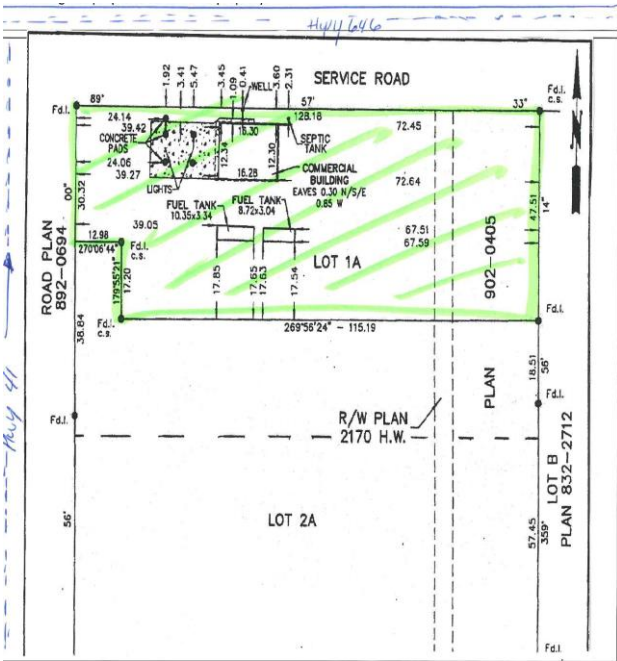 Hwy 646
1.92
3.41
5.47
3.45
1.09
0.41
3.60
2.31
WELL
SERVICE ROAD
Fd.I.
c.s.
89°
57'
33"
Fd.I.
24.14
128.18
39.42
16.30
72.45
CONCRETE
PADS
SEPTIC
TANK
12.34
12.30
24.06
39.27
COMMERCIAL
BUILDING
16.28
LIGHTS
EAVES 0.30 N/S/E
0.85 W
72.64
00"
30.32
FUEL TANK
10.35x3.34
FUEL TANK
8.72x3.04
47.51
14"
39.05
12.98
270°06'44"
Fd.I.
c.s.
67.51
67.59
LOT 1A
ROAD PLAN
892-0694
902-0405
179°55'21"
17.20
17.85
17.65
17.63
17.54
Fd.I.
c.s.
269°56'24" - 115.19
Fd.I.
38.84
18.51
56'
Fd.I.
PLAN
Fd.I.
R/W PLAN
2170 H.W.
Hwy 41
LOT B
PLAN 832-2712
LOT 2A
56'
57.45
359°
Fd.I.
N